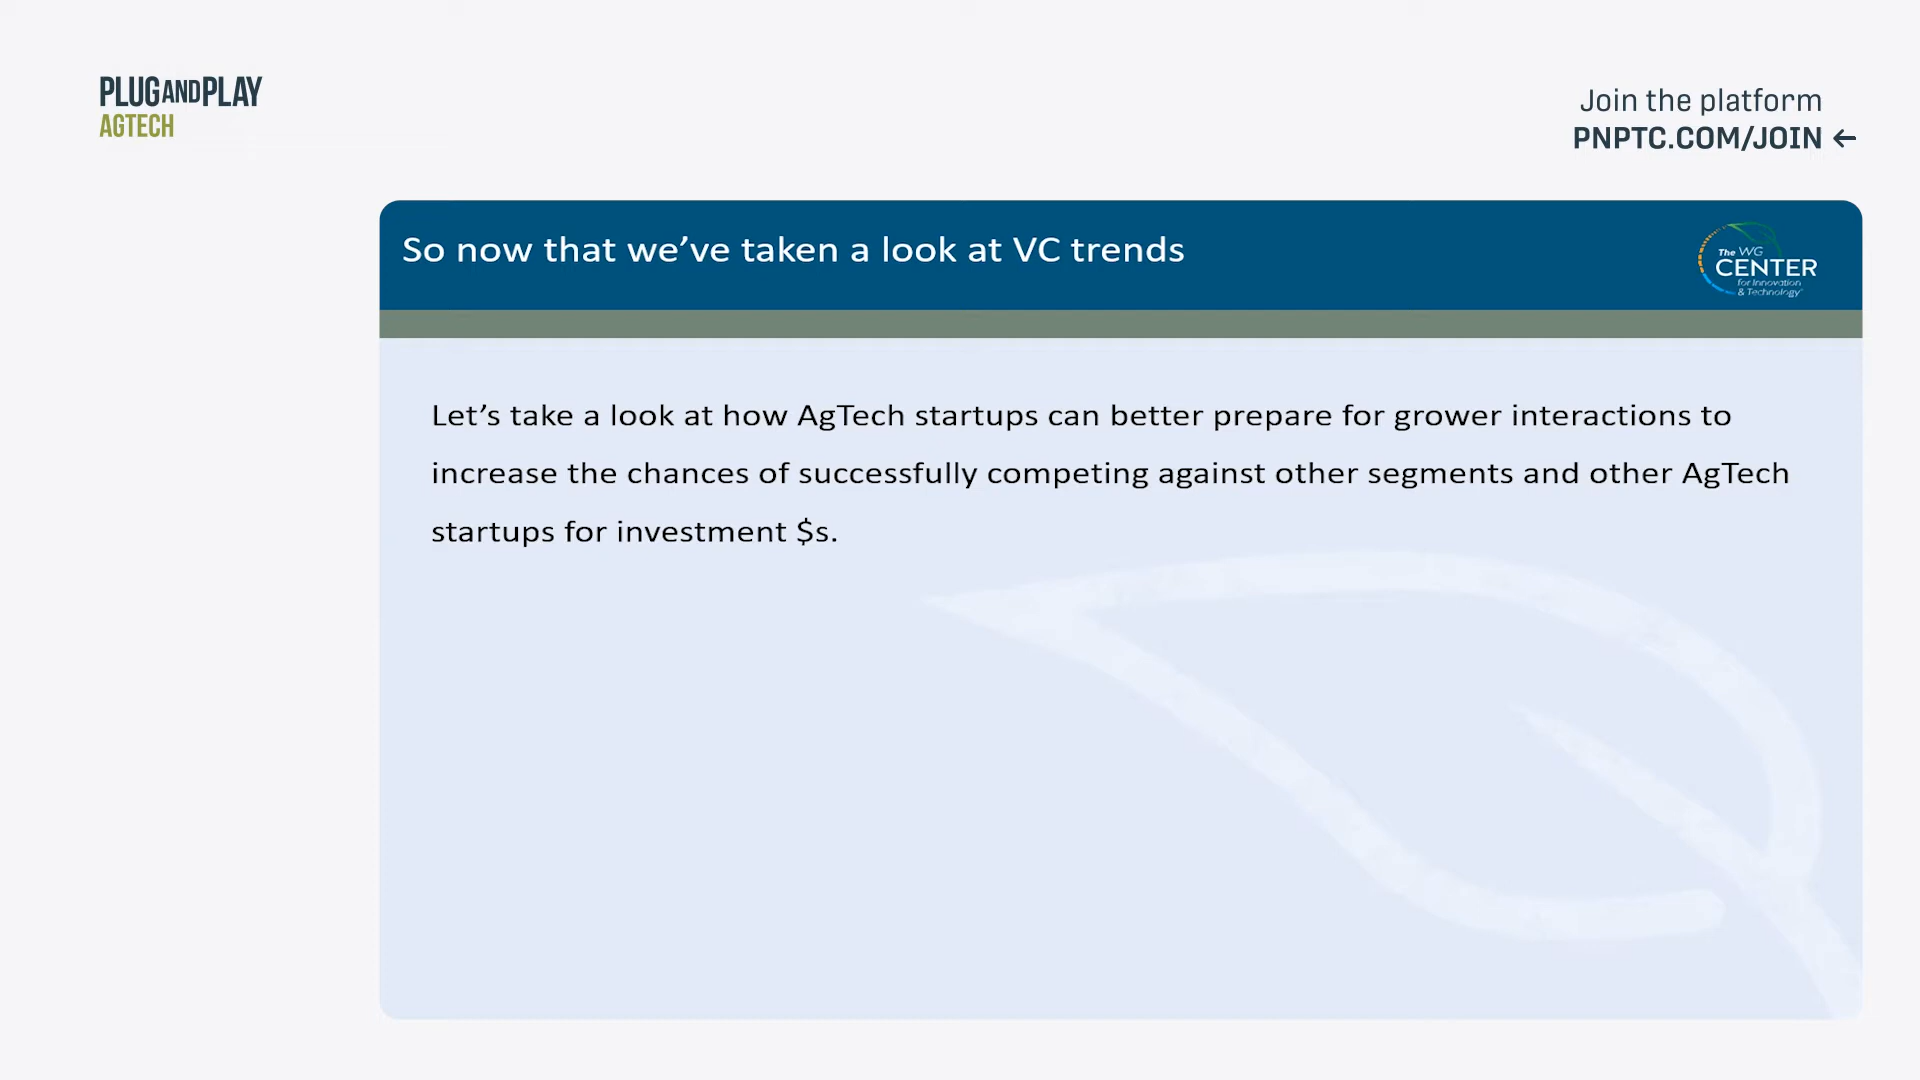 PLUGANDPLAY
AGTECH
Join the platform
PNPTC.COM/JOIN ←
So now that we’ve taken a look at VC trends
The WG
CENTER
for Innovation
& Technology
Let’s take a look at how AgTech startups can better prepare for grower interactions to
increase the chances of successfully competing against other segments and other AgTech
startups for investment $s.